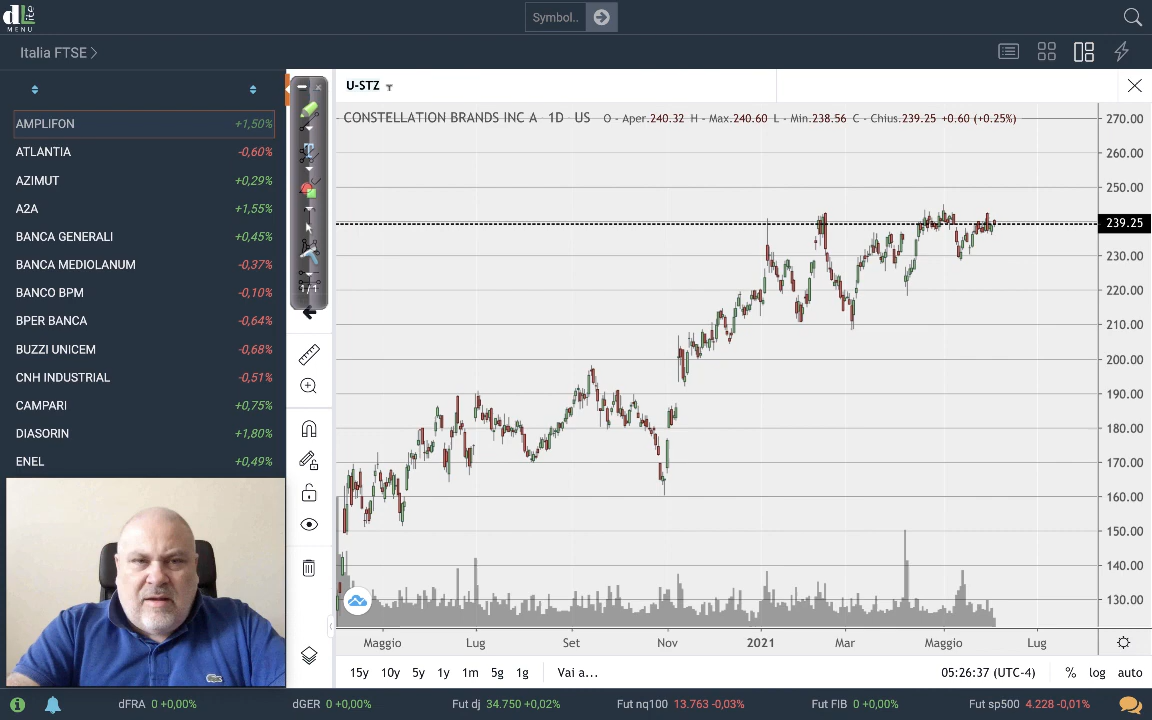 dLite
MENU
Symbol..
Italia FTSE
AMPLIFON +1,50%
ATLANTIA -0,60%
AZIMUT +0,29%
A2A +1,55%
BANCA GENERALI +0,45%
BANCA MEDIOLANUM -0,37%
BANCO BPM -0,10%
BPER BANCA -0,64%
BUZZI UNICEM -0,68%
CNH INDUSTRIAL -0,51%
CAMPARI +0,75%
DIASORIN +1,80%
ENEL +0,49%
1/1
U-STZ
CONSTELLATION BRANDS INC A 1D US O - Aper.240.32 H - Max.240.60 L - Min.238.56 C - Chius.239.25 +0.60 (+0.25%)
270.00
260.00
250.00
239.25
230.00
220.00
210.00
200.00
190.00
180.00
170.00
160.00
150.00
140.00
130.00
Maggio Lug Set Nov 2021 Mar Maggio Lug
15y 10y 5y 1y 1m 5g 1g Vai a... 05:26:37 (UTC-4) % log auto
dFRA 0 +0,00% dGER 0 +0,00% Fut dj 34.750 +0,02% Fut nq100 13.763 -0,03% Fut FIB 0 +0,00% Fut sp500 4.228 -0,01%